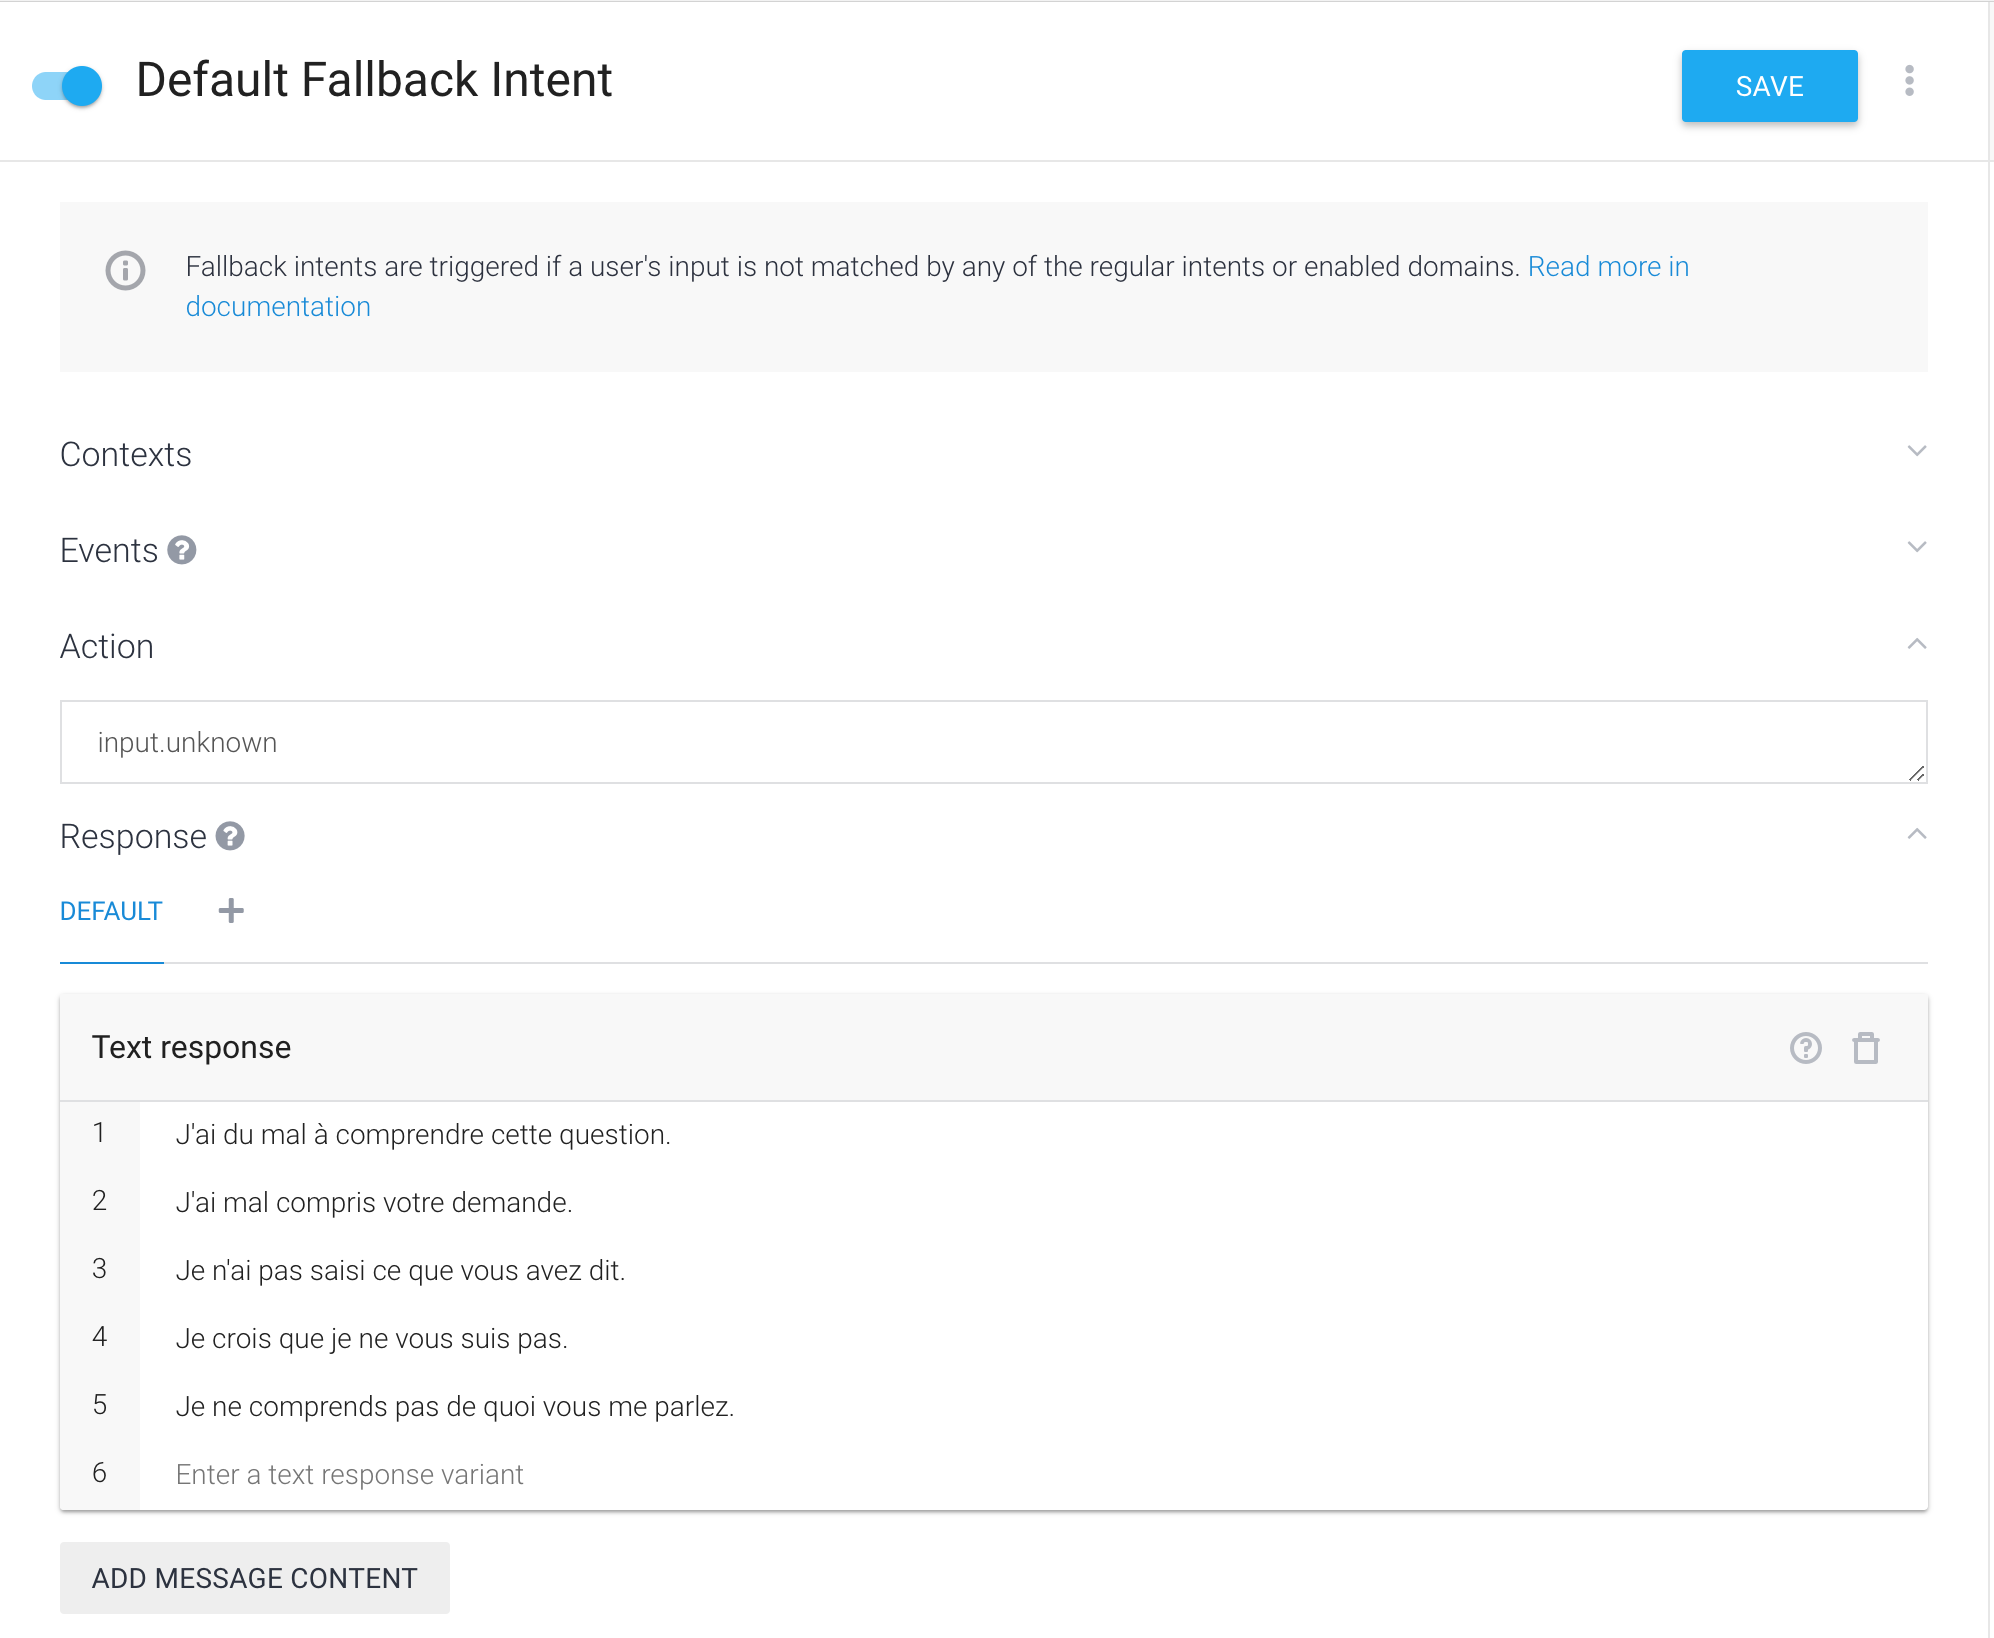 Default Fallback Intent
SAVE
Fallback intents are triggered if a user's input is not matched by any of the regular intents or enabled domains. Read more in
documentation
Contexts
Events
Action
input.unknown
Response
DEFAULT
Text response
1 J'ai du mal à comprendre cette question.
2 J'ai mal compris votre demande.
3 Je n'ai pas saisi ce que vous avez dit.
4 Je crois que je ne vous suis pas.
5 Je ne comprends pas de quoi vous me parlez.
6 Enter a text response variant
ADD MESSAGE CONTENT